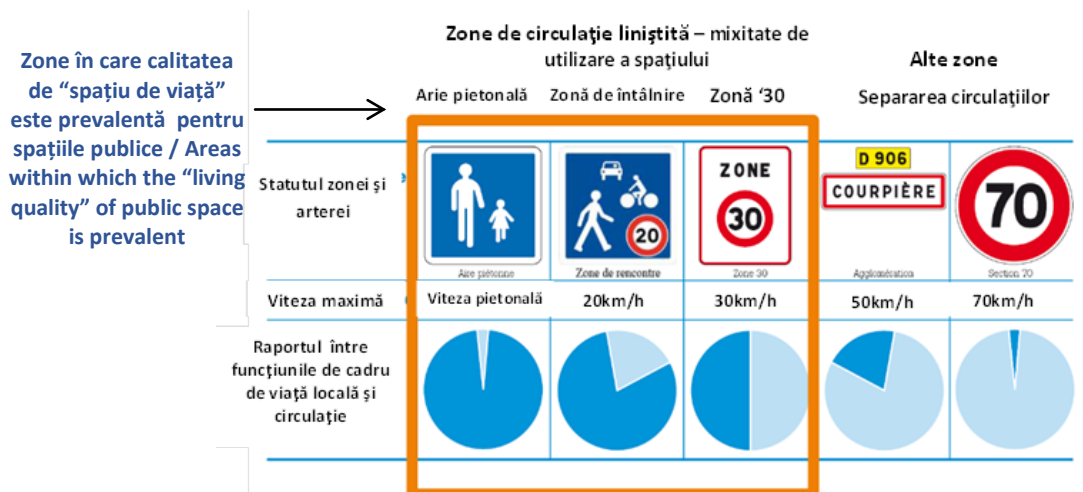 Zone în care calitatea
de “spațiu de viață”
este prevalentă pentru
spațiile publice / Areas
within which the “living
quality” of public space
is prevalent
Zone de circulație liniștită – mixitate de
utilizare a spațiului
Alte zone
Arie pietonală
Zonă de întâlnire
Zonă ‘30
Separarea circulațiilor
Statutul zonei și
arterei
20
ZONE
30
D 906
COURPIÈRE
70
Aire piétonne
Zone de rencontre
Zone 30
Agglomération
Section 70
Viteza maximă
Viteza pietonală
20km/h
30km/h
50km/h
70km/h
Raportul între
funcțiunile de cadru
de viață locală și
circulație